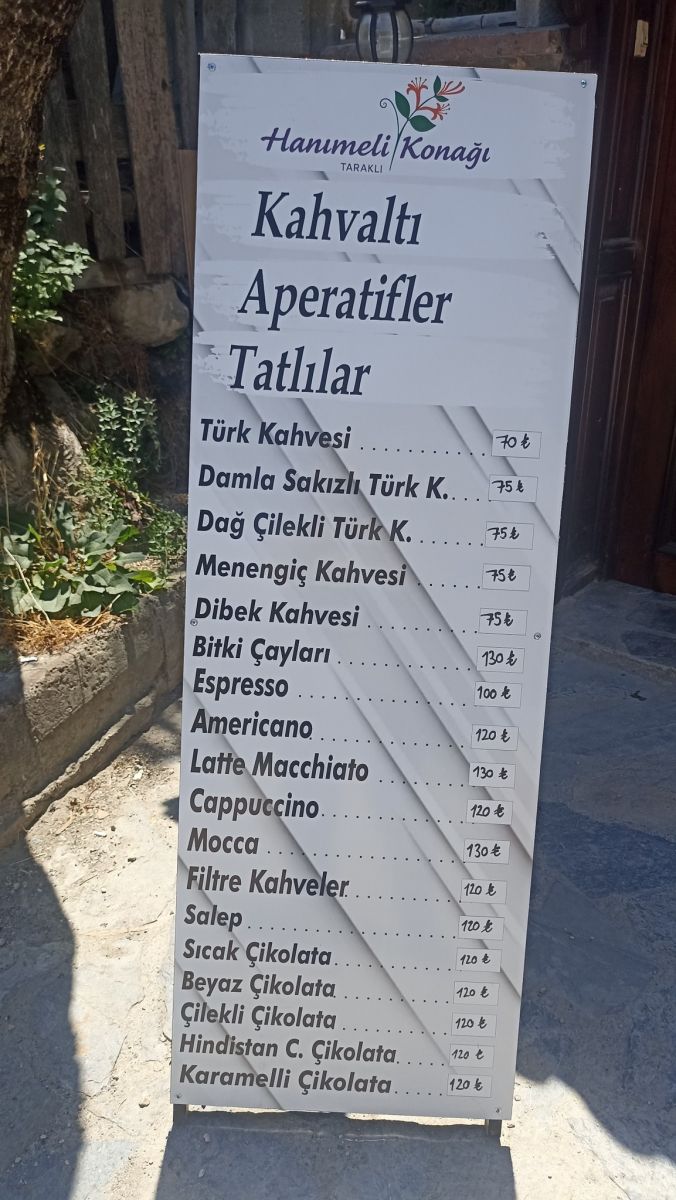 Hanımeli Konağı
TARAKLI
Kahvaltı
Aperatifler
Tatlılar
Türk Kahvesi .......... 70 ₺
Damla Sakızlı Türk K.... 75 ₺
Dağ Çilekli Türk K. ...... 75 ₺
Menengiç Kahvesi ...... 75 ₺
Dibek Kahvesi ......... 75 ₺
Bitki Çayları ........... 130 ₺
Espresso .............. 100 ₺
Americano ............ 120 ₺
Latte Macchiato ....... 130 ₺
Cappuccino ........... 120 ₺
Mocca ................ 130 ₺
Filtre Kahveler ......... 120 ₺
Salep ................. 120 ₺
Sıcak Çikolata ......... 120 ₺
Beyaz Çikolata ......... 120 ₺
Çilekli Çikolata ......... 120 ₺
Hindistan C. Çikolata..... 120 ₺
Karamelli Çikolata ..... 120 ₺